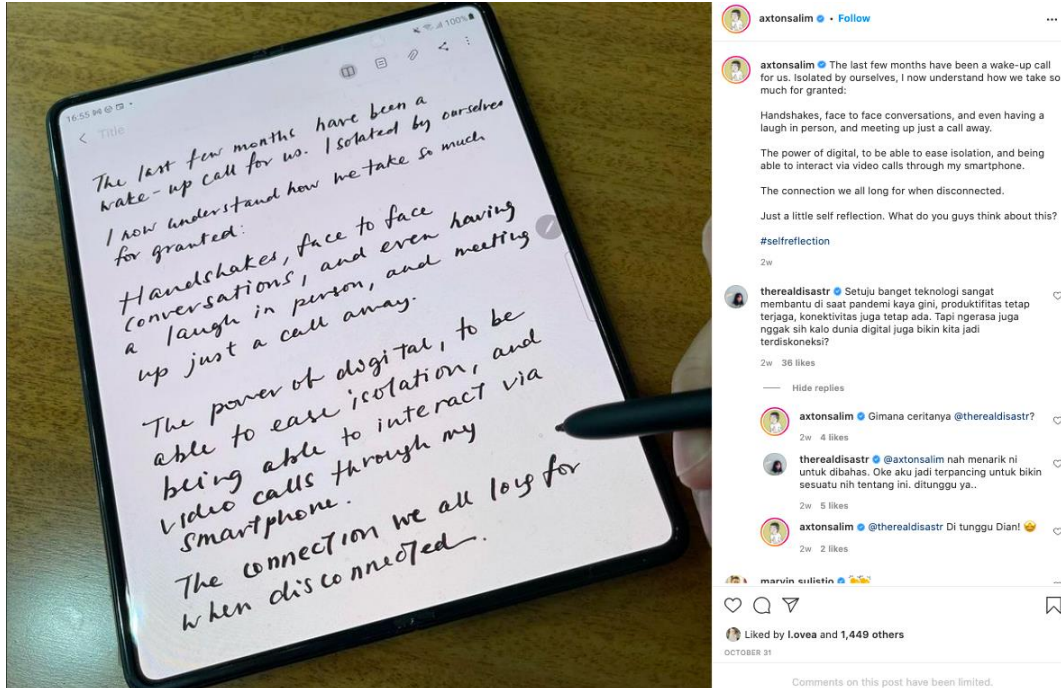 16:55
100%
Title
The last few months have been a
wake-up call for us. Isolated by ourselves
I now understand how we take so much
for granted:
Handshakes, face to face
conversations, and even having
a laugh in person, and meeting
up just a call away.
The power of digital, to be
able to ease isolation, and
being able to interact via
video calls through my
smartphone.
The connection we all long for
when disconnected.
axtonsalim • Follow
axtonsalim The last few months have been a wake-up call
for us. Isolated by ourselves, I now understand how we take so
much for granted:
Handshakes, face to face conversations, and even having a
laugh in person, and meeting up just a call away.
The power of digital, to be able to ease isolation, and being
able to interact via video calls through my smartphone.
The connection we all long for when disconnected.
Just a little self reflection. What do you guys think about this?
#selfreflection
2w
therealdisastr Setuju banget teknologi sangat
membantu di saat pandemi kaya gini, produktifitas tetap
terjaga, konektivitas juga tetap ada. Tapi ngerasa juga
nggak sih kalo dunia digital juga bikin kita jadi
terdiskoneksi?
2w 36 likes
Hide replies
axtonsalim Gimana ceritanya @therealdisastr?
2w 4 likes
therealdisastr @axtonsalim nah menarik ni
untuk dibahas. Oke aku jadi terpancing untuk bikin
sesuatu nih tentang ini. ditunggu ya..
2w 5 likes
axtonsalim @therealdisastr Di tunggu Dian! 🤩
2w 2 likes
marvin.sulistio
Liked by l.ovea and 1,449 others
OCTOBER 31
Comments on this post have been limited.